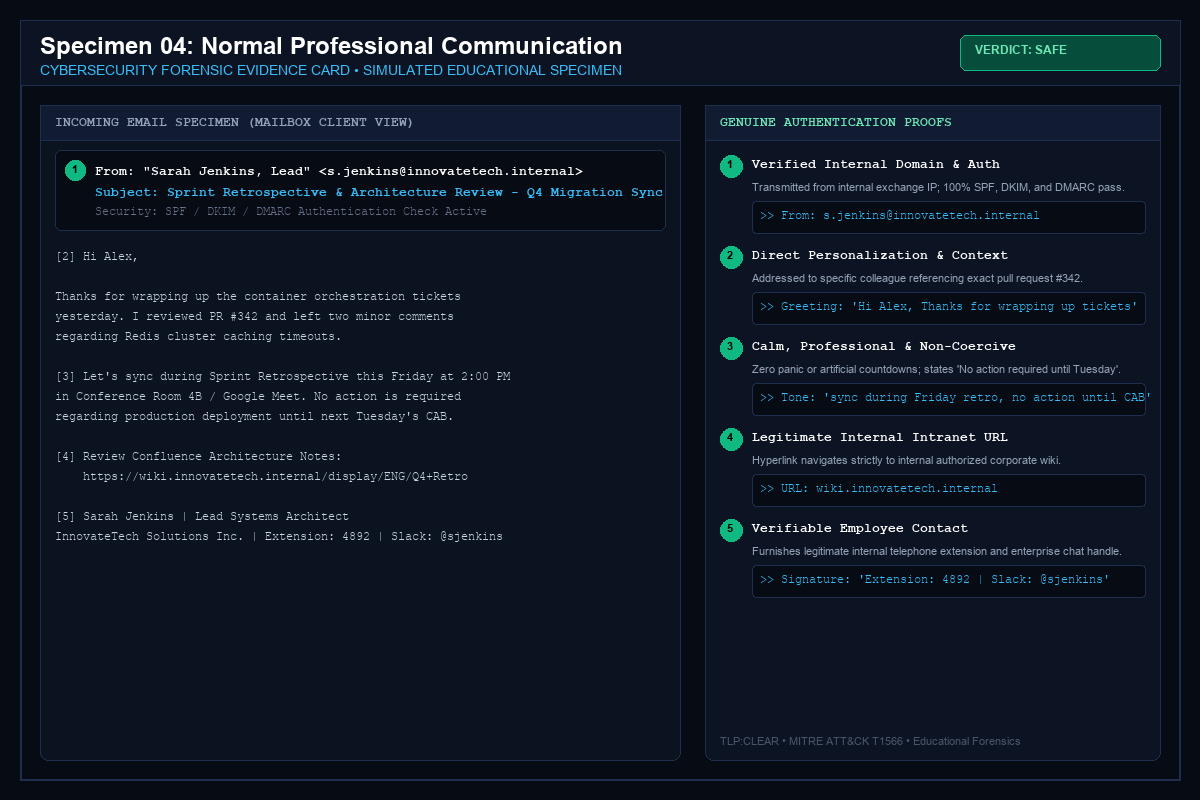 Specimen 04: Normal Professional Communication
CYBERSECURITY FORENSIC EVIDENCE CARD • SIMULATED EDUCATIONAL SPECIMEN
VERDICT: SAFE
INCOMING EMAIL SPECIMEN (MAILBOX CLIENT VIEW)
1
From: "Sarah Jenkins, Lead" <s.jenkins@innovatetech.internal>
Subject: Sprint Retrospective & Architecture Review - Q4 Migration Sync
Security: SPF / DKIM / DMARC Authentication Check Active
[2] Hi Alex,
Thanks for wrapping up the container orchestration tickets
yesterday. I reviewed PR #342 and left two minor comments
regarding Redis cluster caching timeouts.
[3] Let's sync during Sprint Retrospective this Friday at 2:00 PM
in Conference Room 4B / Google Meet. No action is required
regarding production deployment until next Tuesday's CAB.
[4] Review Confluence Architecture Notes:
https://wiki.innovatetech.internal/display/ENG/Q4+Retro
[5] Sarah Jenkins | Lead Systems Architect
InnovateTech Solutions Inc. | Extension: 4892 | Slack: @sjenkins
GENUINE AUTHENTICATION PROOFS
1 Verified Internal Domain & Auth
Transmitted from internal exchange IP; 100% SPF, DKIM, and DMARC pass.
>> From: s.jenkins@innovatetech.internal
2 Direct Personalization & Context
Addressed to specific colleague referencing exact pull request #342.
>> Greeting: 'Hi Alex, Thanks for wrapping up tickets'
3 Calm, Professional & Non-Coercive
Zero panic or artificial countdowns; states 'No action required until Tuesday'.
>> Tone: 'sync during Friday retro, no action until CAB'
4 Legitimate Internal Intranet URL
Hyperlink navigates strictly to internal authorized corporate wiki.
>> URL: wiki.innovatetech.internal
5 Verifiable Employee Contact
Furnishes legitimate internal telephone extension and enterprise chat handle.
>> Signature: 'Extension: 4892 | Slack: @sjenkins'
TLP:CLEAR • MITRE ATT&CK T1566 • Educational Forensics